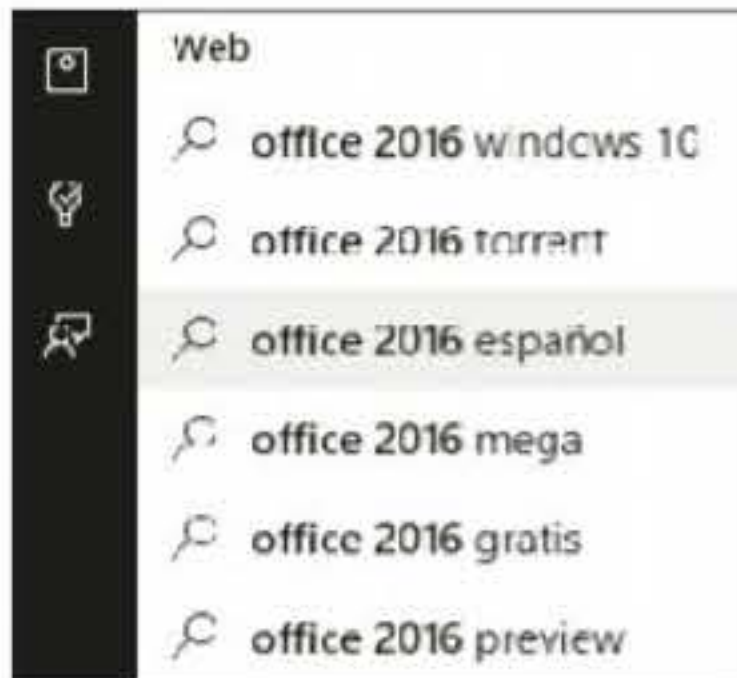 Web
office 2016 windows 10
office 2016 torrent
office 2016 español
office 2016 mega
office 2016 gratis
office 2016 preview